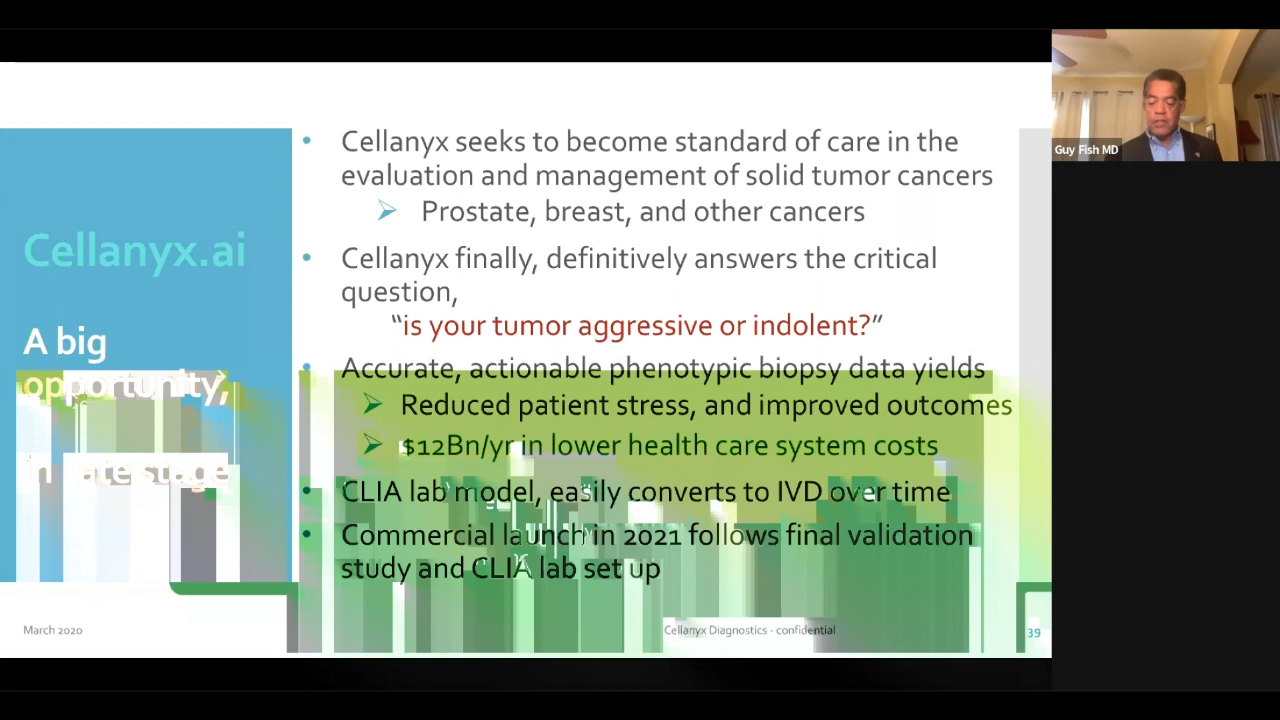 Cellanyx.ai
A big
opportunity,
in late stage
• Cellanyx seeks to become standard of care in the
evaluation and management of solid tumor cancers
➢ Prostate, breast, and other cancers
• Cellanyx finally, definitively answers the critical
question,
“is your tumor aggressive or indolent?”
• Accurate, actionable phenotypic biopsy data yields
➢ Reduced patient stress, and improved outcomes
➢ $12Bn/yr in lower health care system costs
• CLIA lab model, easily converts to IVD over time
• Commercial launch in 2021 follows final validation
study and CLIA lab set up
March 2020
Cellanyx Diagnostics - confidential
39
Guy Fish MD